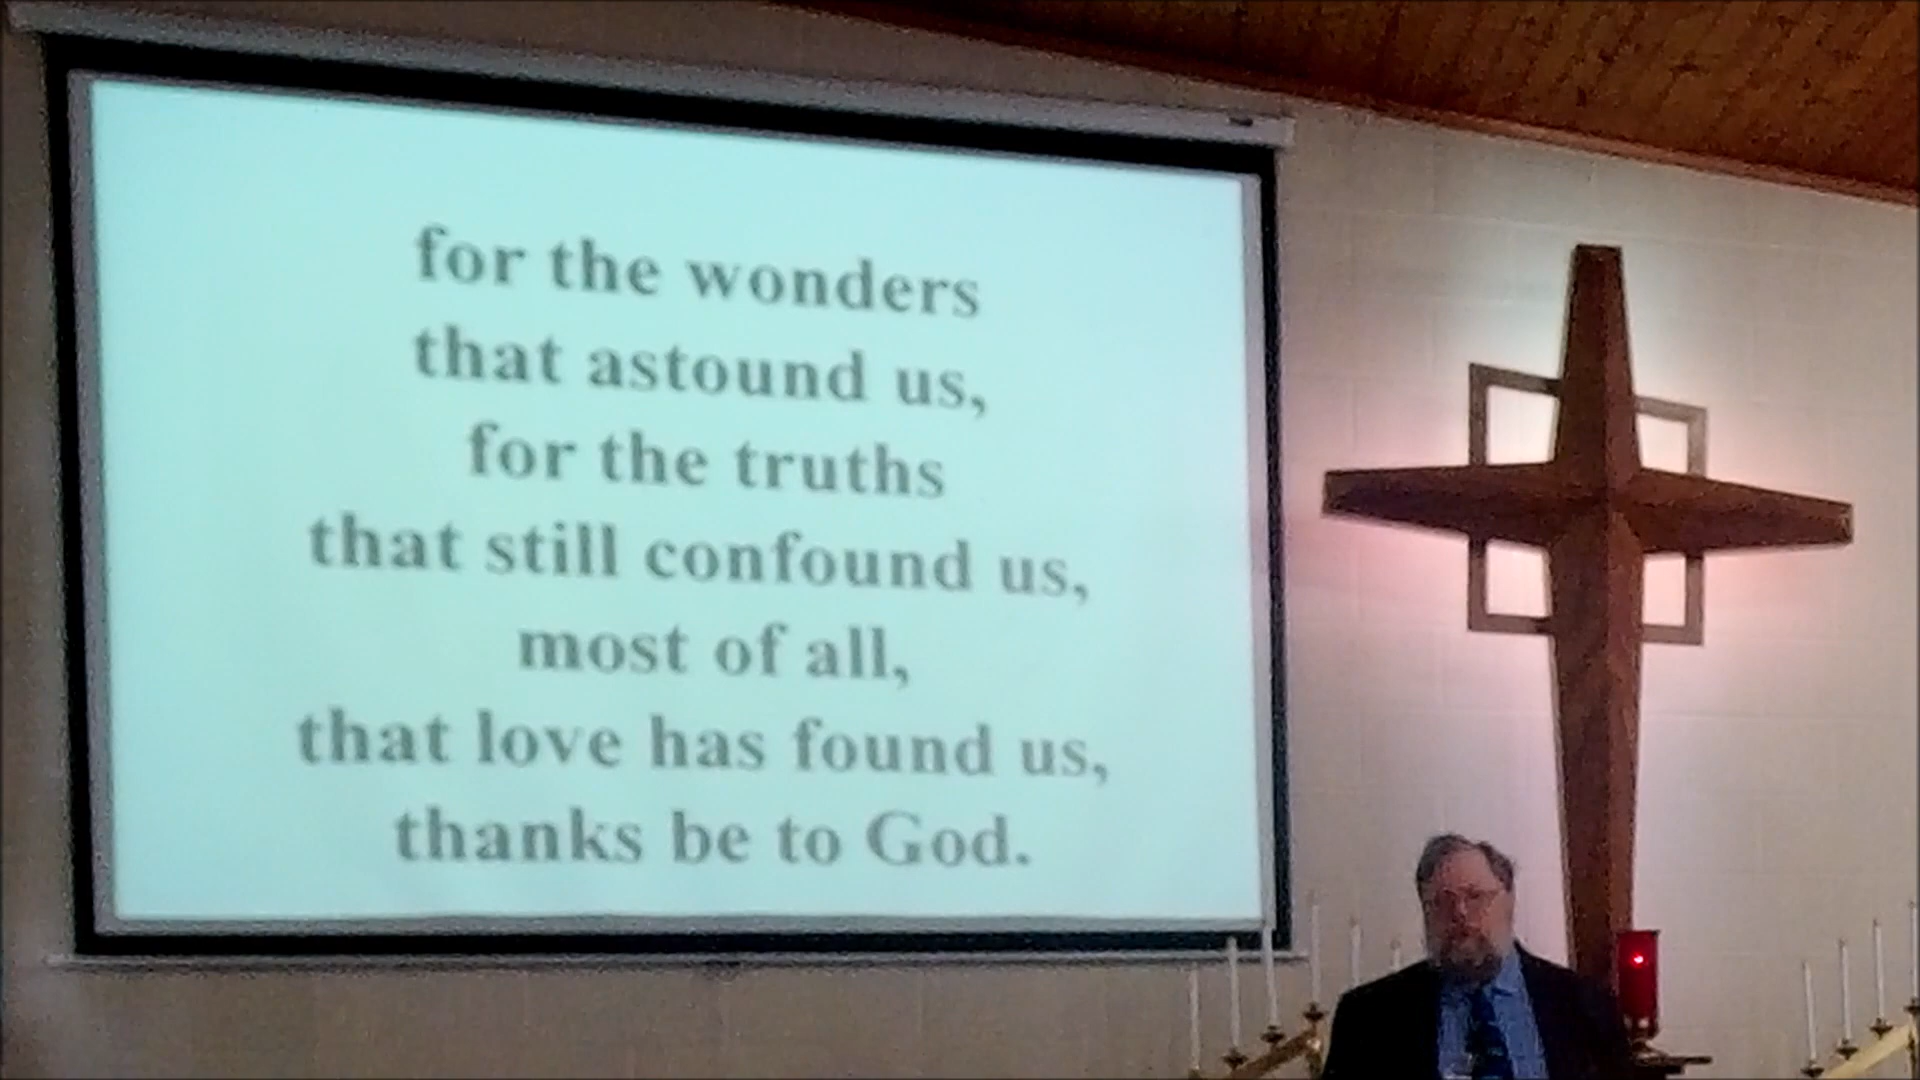 for the wonders
that astound us,
for the truths
that still confound us,
most of all,
that love has found us,
thanks be to God.